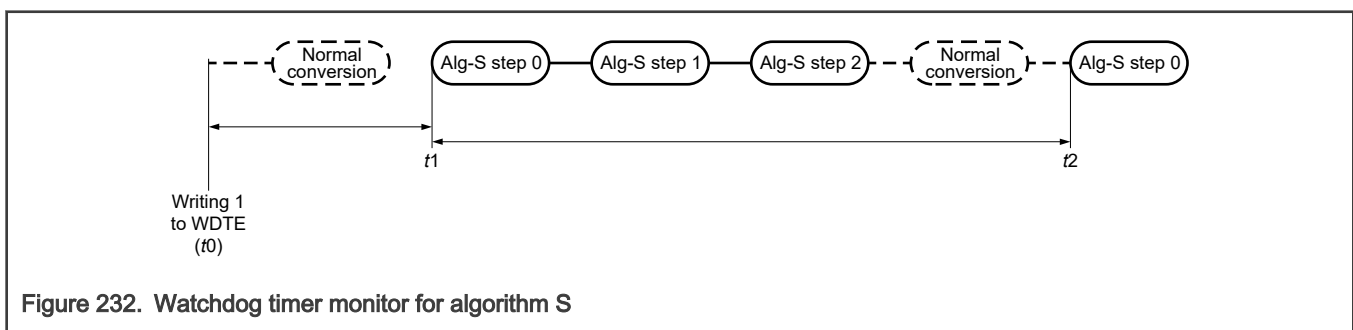 Normal
conversion
Alg-S step 0
Alg-S step 1
Alg-S step 2
Normal
conversion
Alg-S step 0
t1
t2
Writing 1
to WDTE
(t0)
Figure 232. Watchdog timer monitor for algorithm S